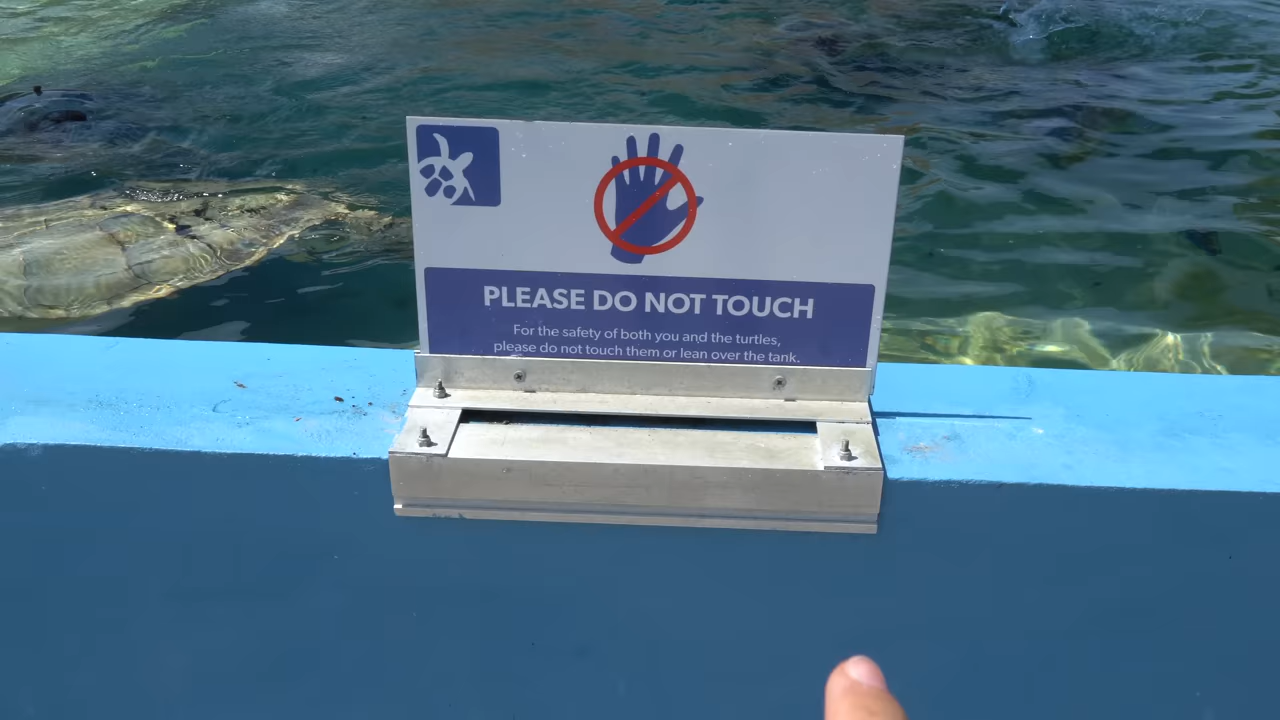 PLEASE DO NOT TOUCH
For the safety of both you and the turtles,
please do not touch them or lean over the tank.